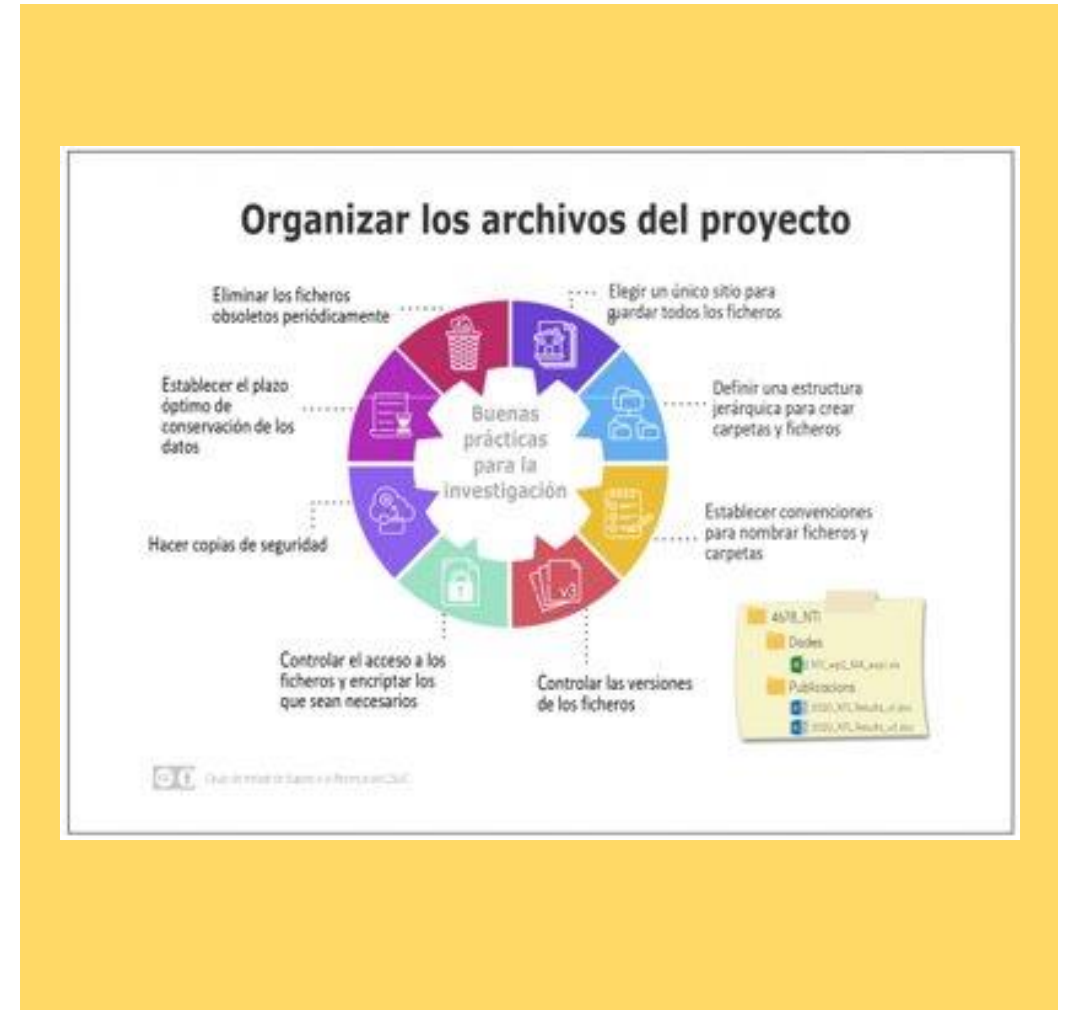 Organizar los archivos del proyecto
Elegir un único sitio para
guardar todos los ficheros
Definir una estructura
jerárquica para crear
carpetas y ficheros
Establecer convenciones
para nombrar ficheros y
carpetas
Controlar las versiones
de los ficheros
Controlar el acceso a los
ficheros y encriptar los
que sean necesarios
Hacer copias de seguridad
Establecer el plazo
óptimo de
conservación de los
datos
Eliminar los ficheros
obsoletos periódicamente
Buenas
prácticas
para la
investigación
v3
4678_NTI
Dades
Publicacions